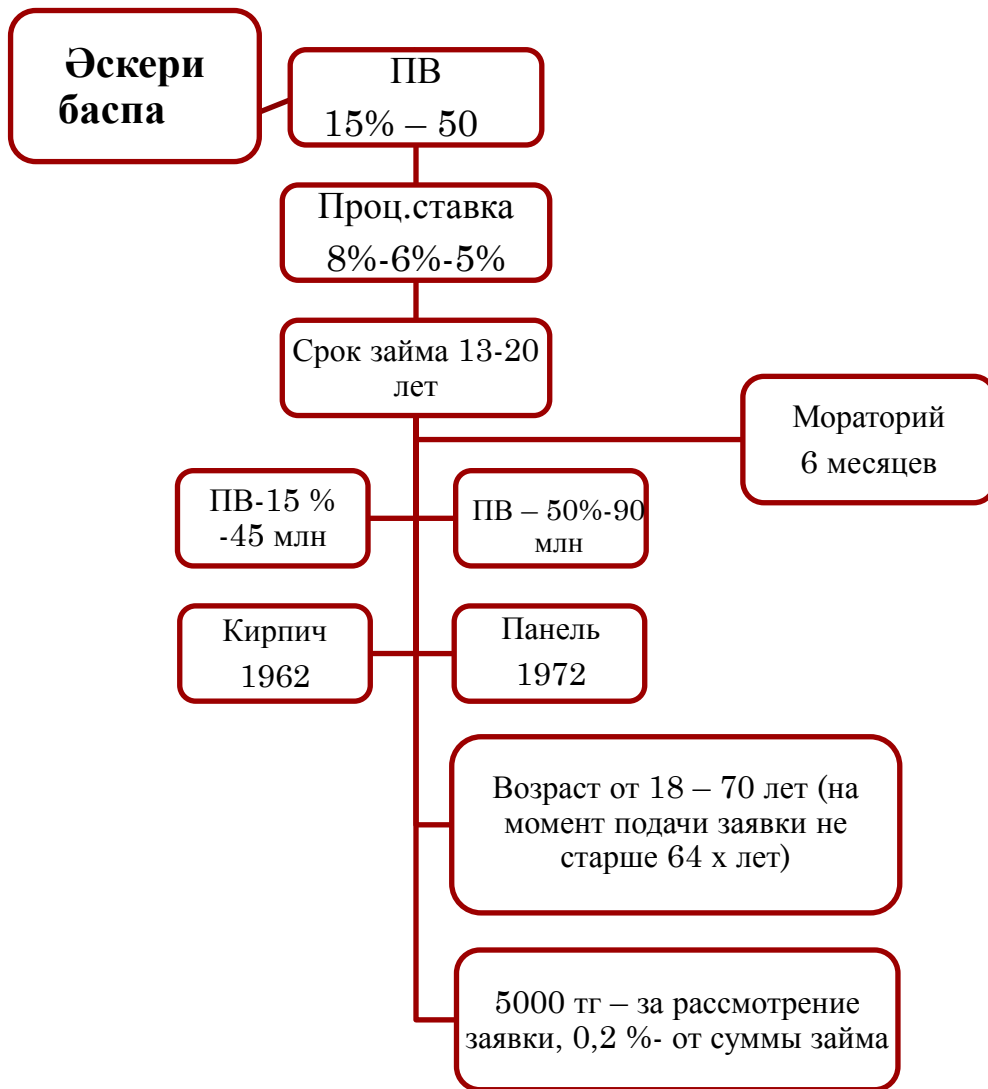 Әскери
баспа
ПВ
15% – 50
Проц.ставка
8%-6%-5%
Срок займа 13-20
лет
Мораторий
6 месяцев
ПВ-15 %
-45 млн
ПВ – 50%-90
млн
Кирпич
1962
Панель
1972
Возраст от 18 – 70 лет (на
момент подачи заявки не
старше 64 х лет)
5000 тг – за рассмотрение
заявки, 0,2 %- от суммы займа